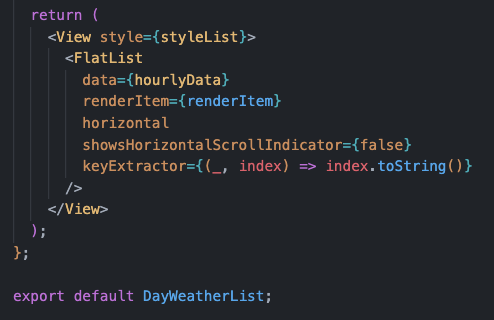 return (
<View style={styleList}>
<FlatList
data={hourlyData}
renderItem={renderItem}
horizontal
showsHorizontalScrollIndicator={false}
keyExtractor={(_, index) => index.toString()}
/>
</View>
);
};
export default DayWeatherList;